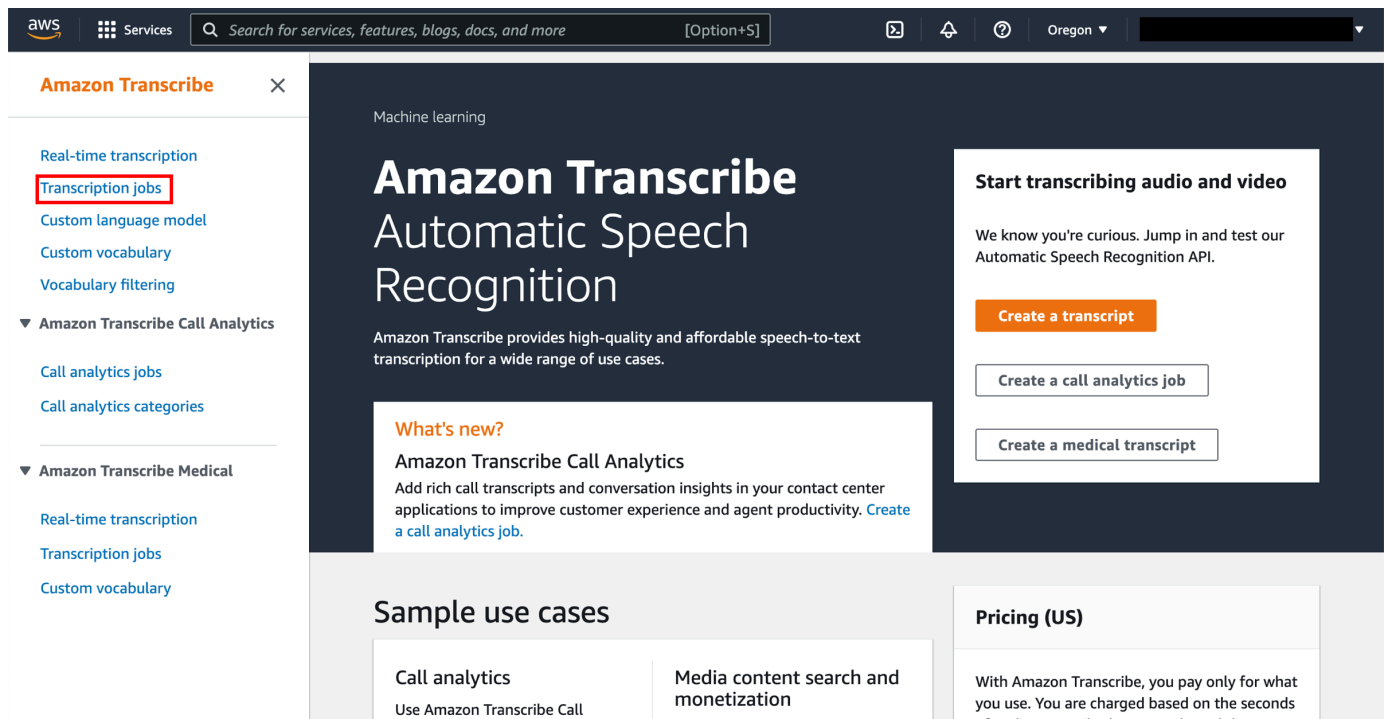 aws
Services
Search for services, features, blogs, docs, and more [Option+S]
Oregon ▼
Amazon Transcribe
Real-time transcription
Transcription jobs
Custom language model
Custom vocabulary
Vocabulary filtering
▼ Amazon Transcribe Call Analytics
Call analytics jobs
Call analytics categories
▼ Amazon Transcribe Medical
Real-time transcription
Transcription jobs
Custom vocabulary
Machine learning
Amazon Transcribe
Automatic Speech
Recognition
Amazon Transcribe provides high-quality and affordable speech-to-text
transcription for a wide range of use cases.
What's new?
Amazon Transcribe Call Analytics
Add rich call transcripts and conversation insights in your contact center
applications to improve customer experience and agent productivity. Create
a call analytics job.
Start transcribing audio and video
We know you're curious. Jump in and test our
Automatic Speech Recognition API.
Create a transcript
Create a call analytics job
Create a medical transcript
Sample use cases
Call analytics
Use Amazon Transcribe Call
Media content search and
monetization
Pricing (US)
With Amazon Transcribe, you pay only for what
you use. You are charged based on the seconds